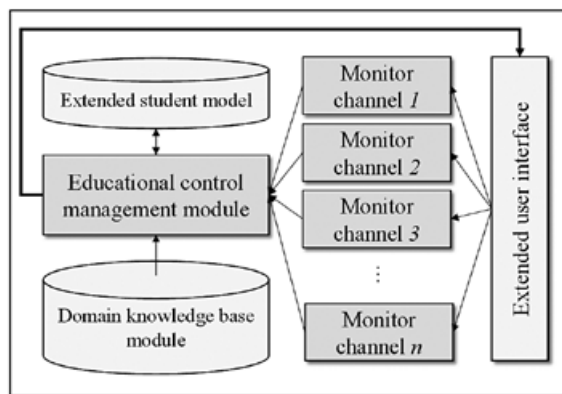 Extended student model
Educational control
management module
Domain knowledge base
module
Monitor
channel 1
Monitor
channel 2
Monitor
channel 3
⋮
Monitor
channel n
Extended user interface